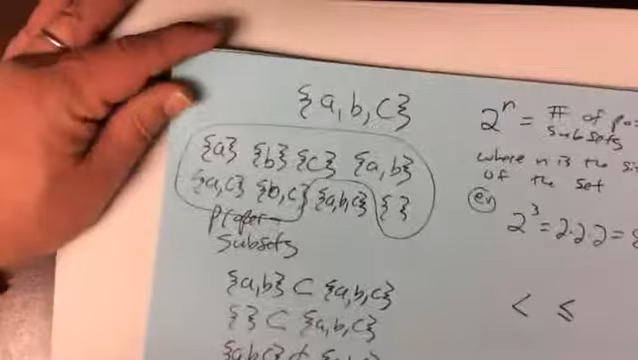 {a,b,c}
{a} {b} {c} {a,b}
{a,c} {b,c} {a,b,c} { }
Proper
Subsets
{a,b} ⊂ {a,b,c}
{ } ⊂ {a,b,c}
2ⁿ = # of
subsets
where n is the
of the set
ex
2³ = 2·2·2 =
< ≤